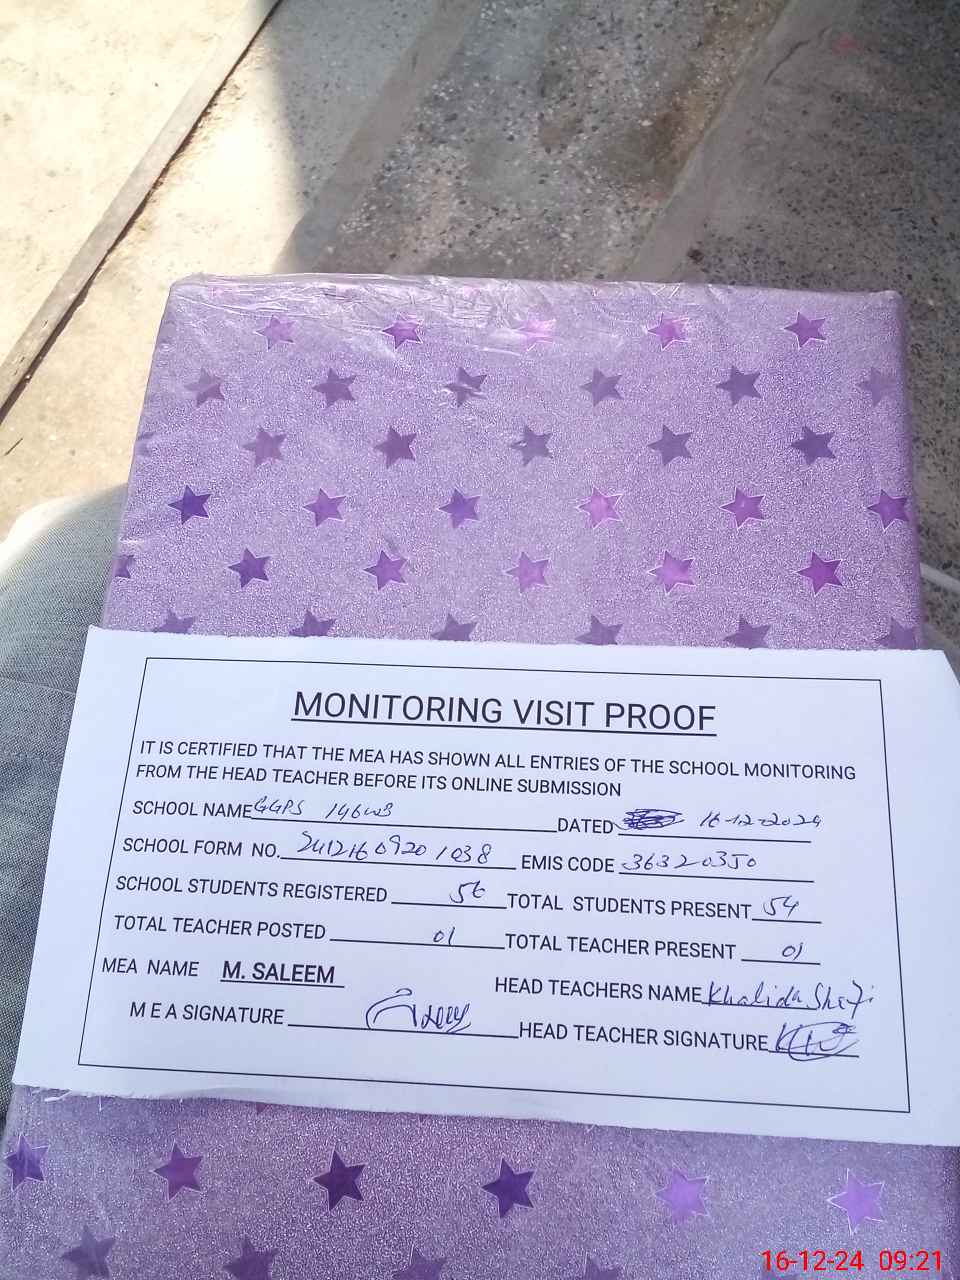 MONITORING VISIT PROOF
IT IS CERTIFIED THAT THE MEA HAS SHOWN ALL ENTRIES OF THE SCHOOL MONITORING
FROM THE HEAD TEACHER BEFORE ITS ONLINE SUBMISSION
SCHOOL NAME GGPS 146WB DATED 16-12-2024
SCHOOL FORM NO. EMIS CODE 36320350
SCHOOL STUDENTS REGISTERED 56 TOTAL STUDENTS PRESENT 54
TOTAL TEACHER POSTED 01 TOTAL TEACHER PRESENT 01
MEA NAME M. SALEEM HEAD TEACHERS NAME Khalida Shafi
M E A SIGNATURE HEAD TEACHER SIGNATURE
16-12-24 09:21